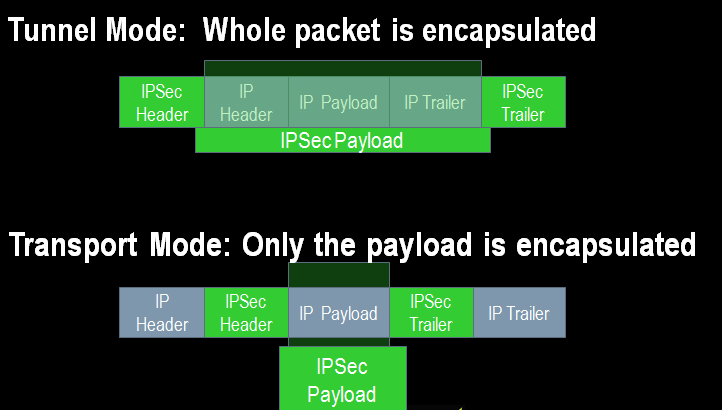 Tunnel Mode: Whole packet is encapsulated
IPSec
Header
IP
Header
IP Payload
IP Trailer
IPSec
Trailer
IPSec Payload
Transport Mode: Only the payload is encapsulated
IP
Header
IPSec
Header
IP Payload
IPSec
Trailer
IP Trailer
IPSec
Payload